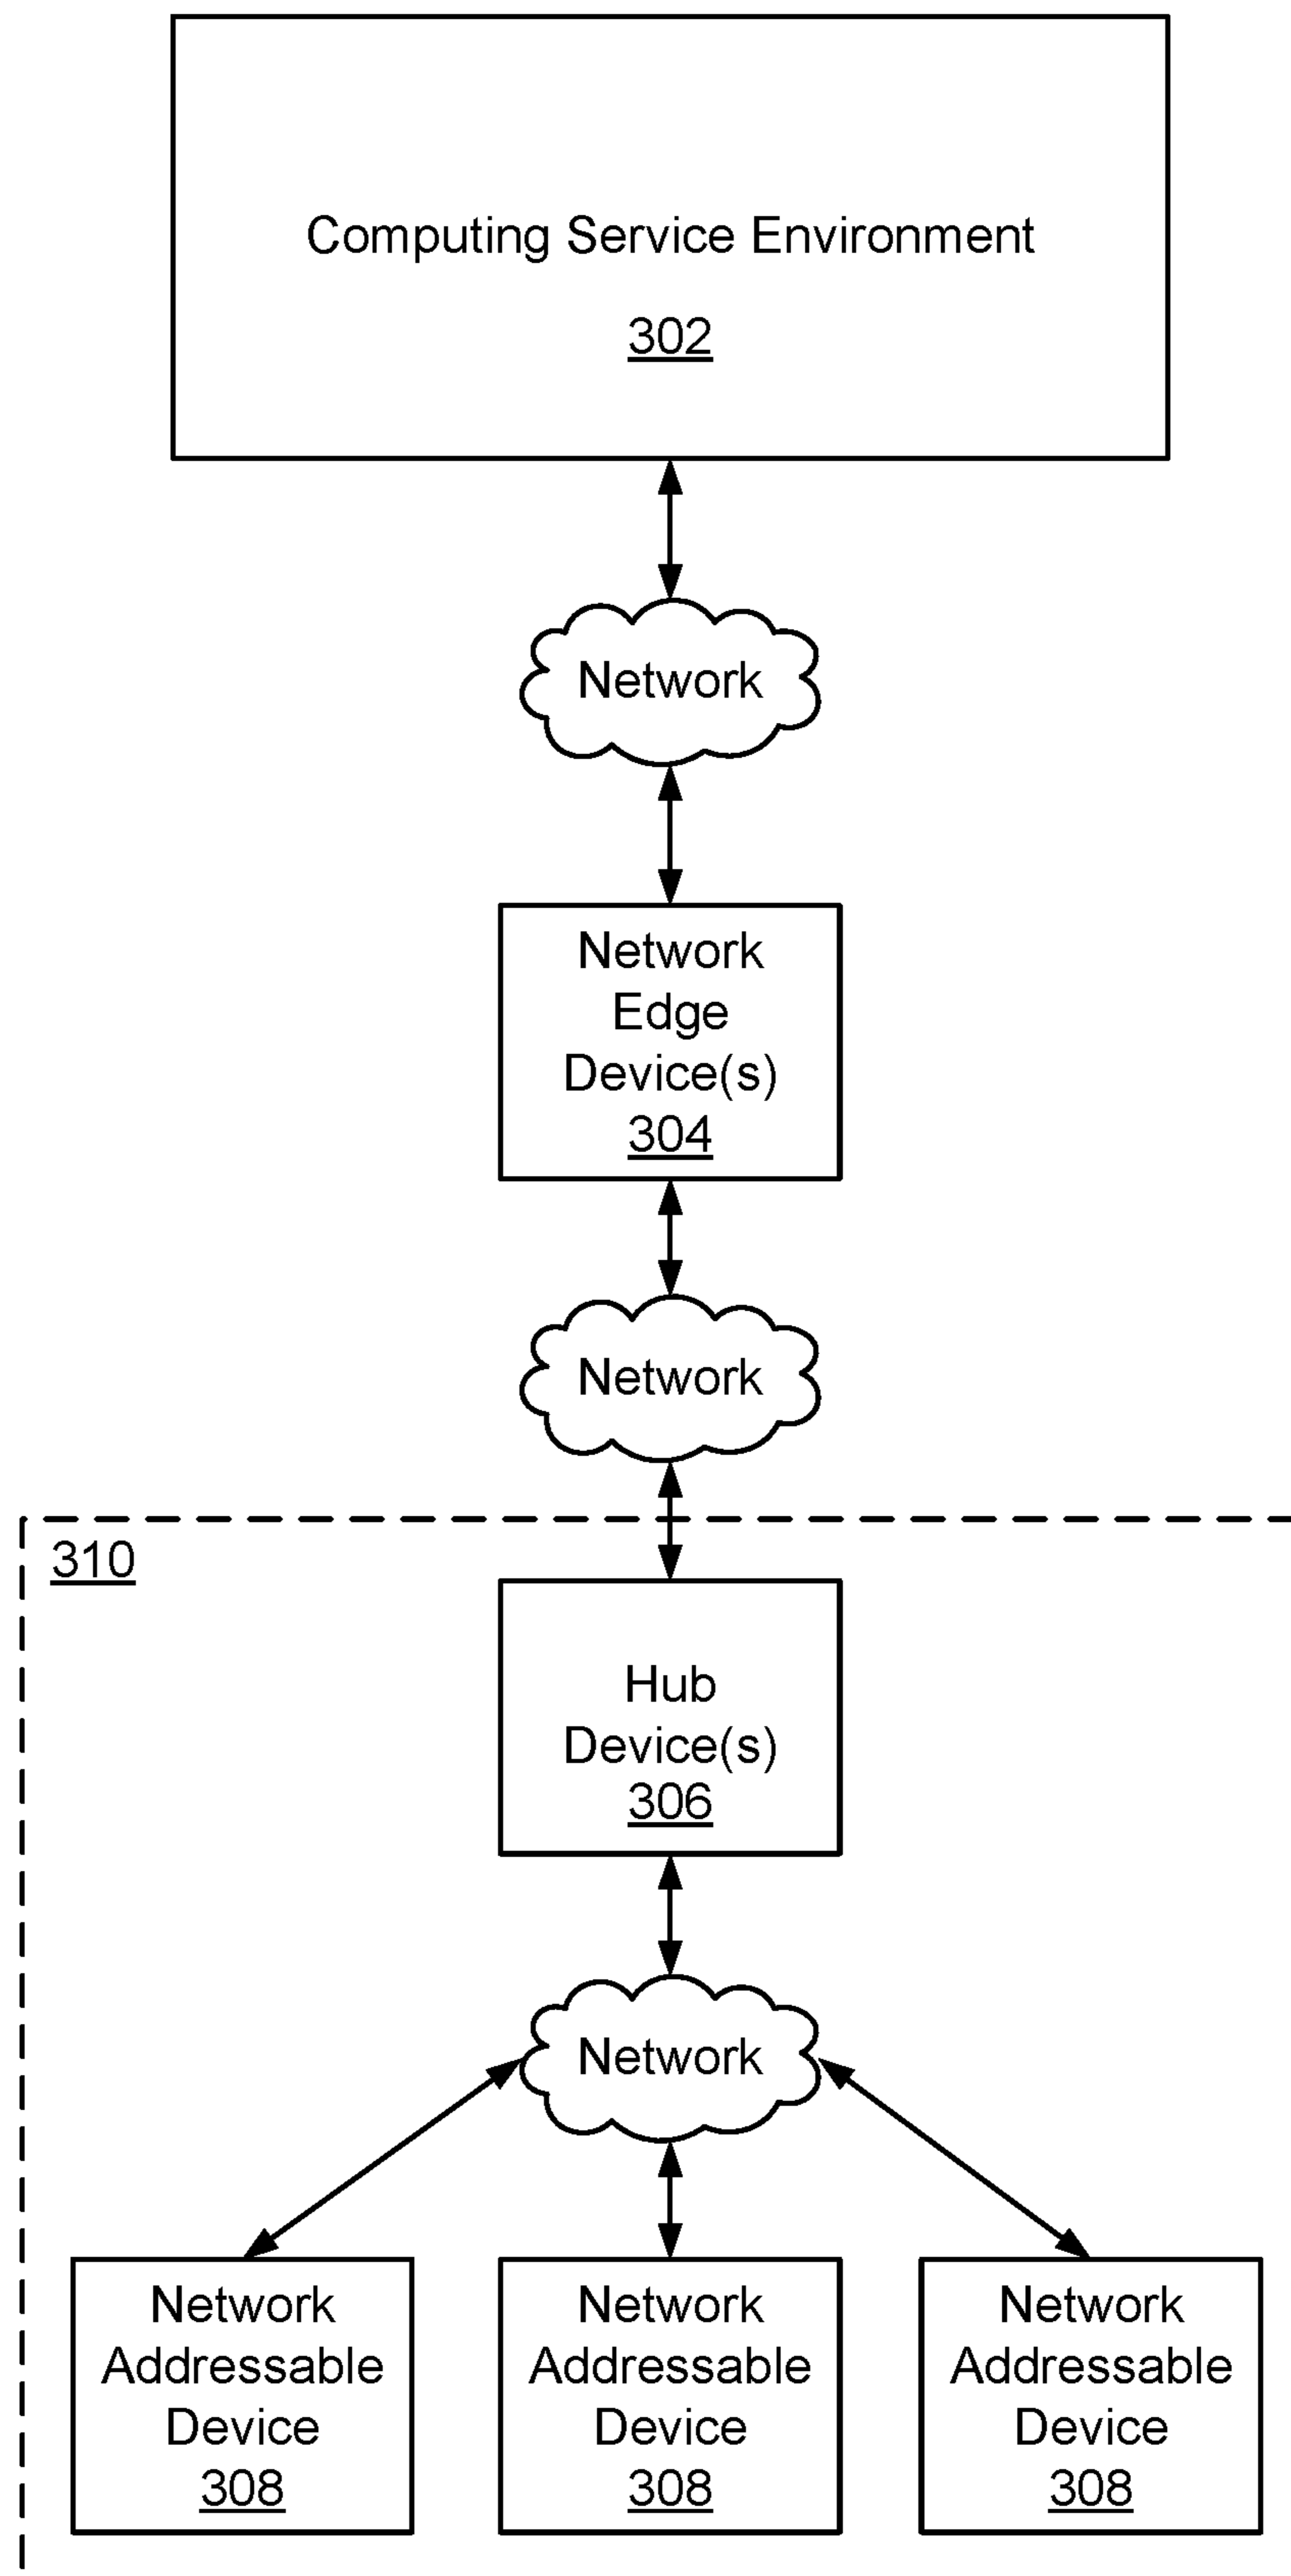 Computing Service Environment
302
Network
Network
Edge
Device(s)
304
Network
310
Hub
Device(s)
306
Network
Network
Addressable
Device
308
Network
Addressable
Device
308
Network
Addressable
Device
308